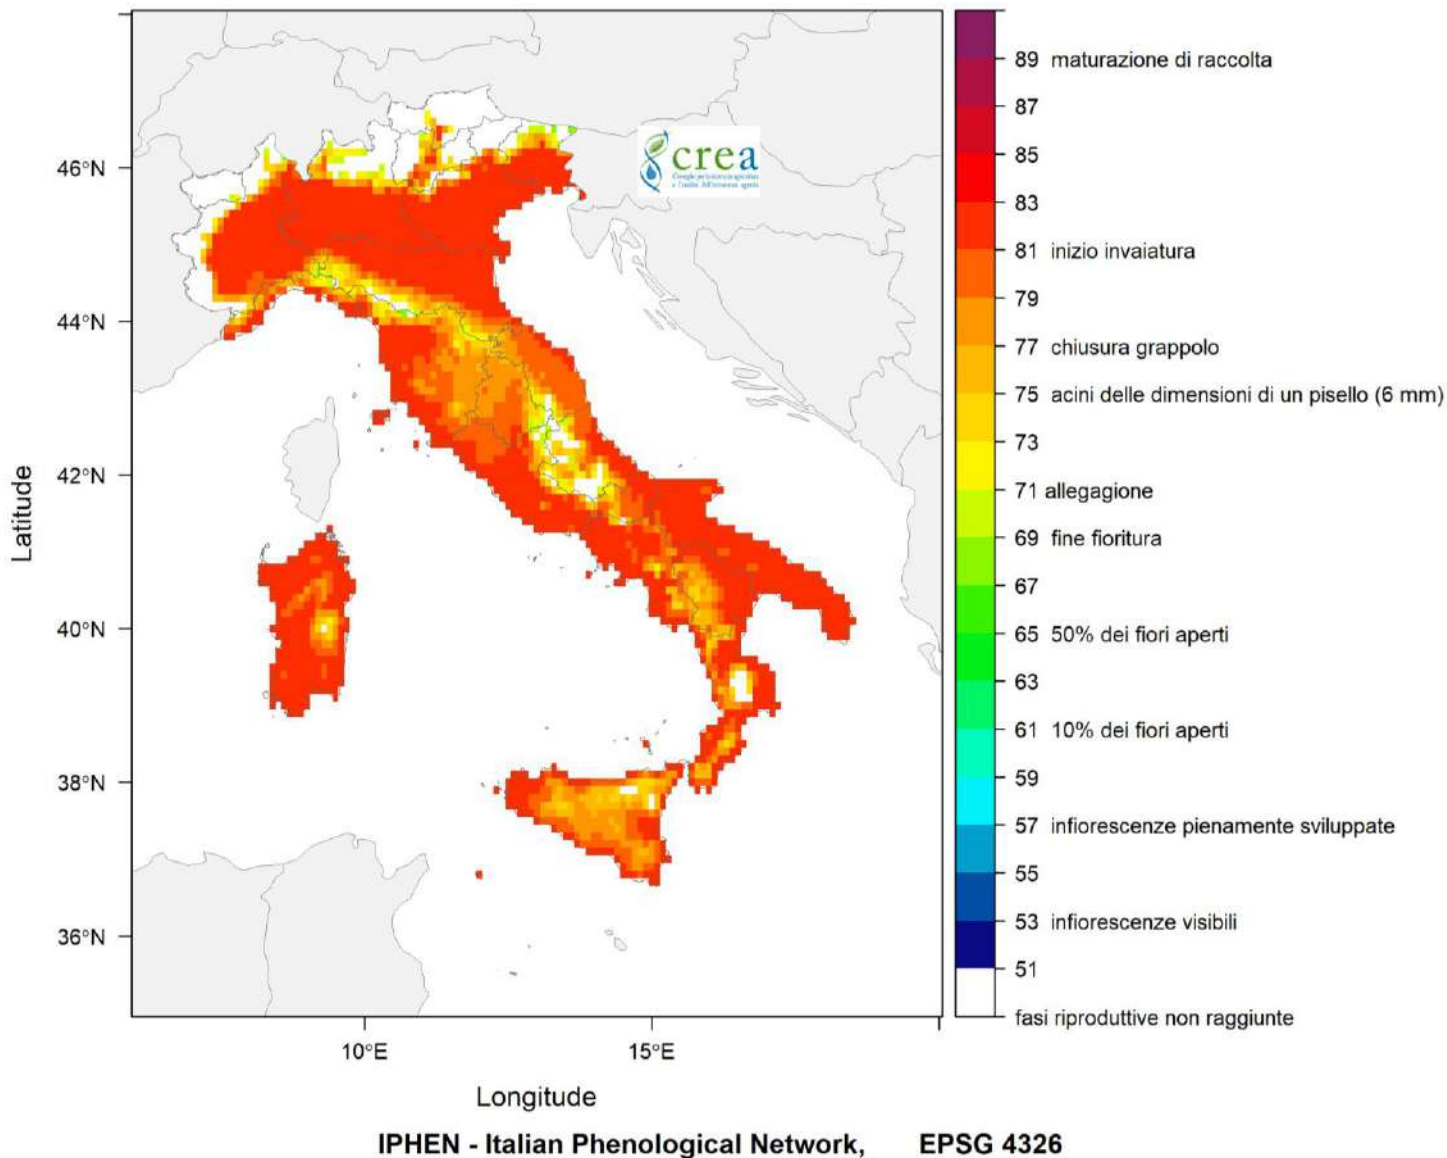 46°N
44°N
42°N
40°N
38°N
36°N
Latitude
10°E
15°E
Longitude
crea
89 maturazione di raccolta
87
85
83
81 inizio invaiatura
79
77 chiusura grappolo
75 acini delle dimensioni di un pisello (6 mm)
73
71 allegagione
69 fine fioritura
67
65 50% dei fiori aperti
63
61 10% dei fiori aperti
59
57 infiorescenze pienamente sviluppate
55
53 infiorescenze visibili
51
fasi riproduttive non raggiunte
IPHEN - Italian Phenological Network, EPSG 4326